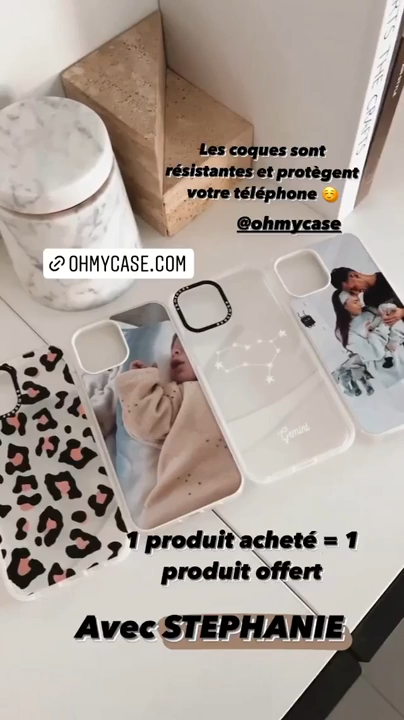 Les coques sont
résistantes et protègent
votre téléphone ☺️
@ohmycase
OHMYCASE.COM
Gemini
1 produit acheté = 1
produit offert
Avec STEPHANIE